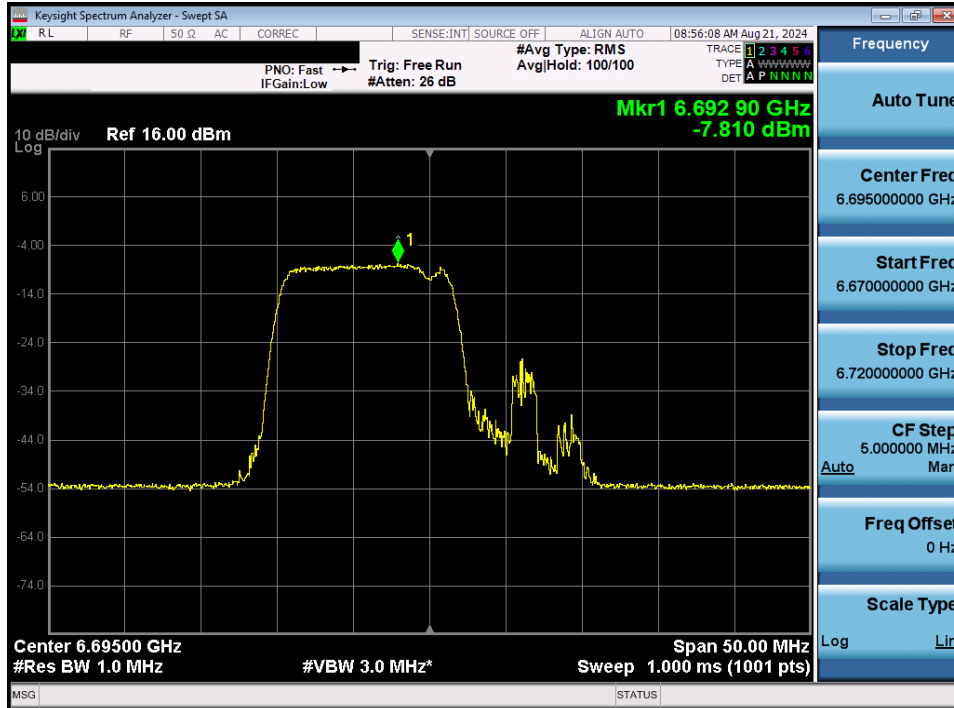 Keysight Spectrum Analyzer - Swept SA
LXI RL RF 50 Ω AC CORREC SENSE:INT SOURCE OFF ALIGN AUTO 08:56:08 AM Aug 21, 2024
PNO: Fast
IFGain:Low
Trig: Free Run
#Atten: 26 dB
#Avg Type: RMS
Avg|Hold: 100/100
TRACE 1 2 3 4 5 6
TYPE A WWWWW
DET A P N N N N
Mkr1 6.692 90 GHz
-7.810 dBm
10 dB/div Ref 16.00 dBm
Log
1
6.00
-4.00
-14.0
-24.0
-34.0
-44.0
-54.0
-64.0
-74.0
Center 6.69500 GHz Span 50.00 MHz
#Res BW 1.0 MHz #VBW 3.0 MHz* Sweep 1.000 ms (1001 pts)
MSG STATUS
Frequency
Auto Tune
Center Freq
6.695000000 GHz
Start Freq
6.670000000 GHz
Stop Freq
6.720000000 GHz
CF Step
5.000000 MHz
Auto Man
Freq Offset
0 Hz
Scale Type
Log Lin